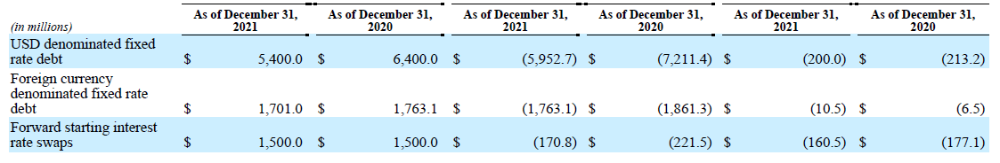 As of December 31, As of December 31, As of December 31, As of December 31, As of December 31, As of December 31,
(in millions) 2021 2020 2021 2020 2021 2020
USD denominated fixed
rate debt $ 5,400.0 $ 6,400.0 $ (5,952.7) $ (7,211.4) $ (200.0) $ (213.2)
Foreign currency
denominated fixed rate
debt $ 1,701.0 $ 1,763.1 $ (1,763.1) $ (1,861.3) $ (10.5) $ (6.5)
Forward starting interest
rate swaps $ 1,500.0 $ 1,500.0 $ (170.8) $ (221.5) $ (160.5) $ (177.1)